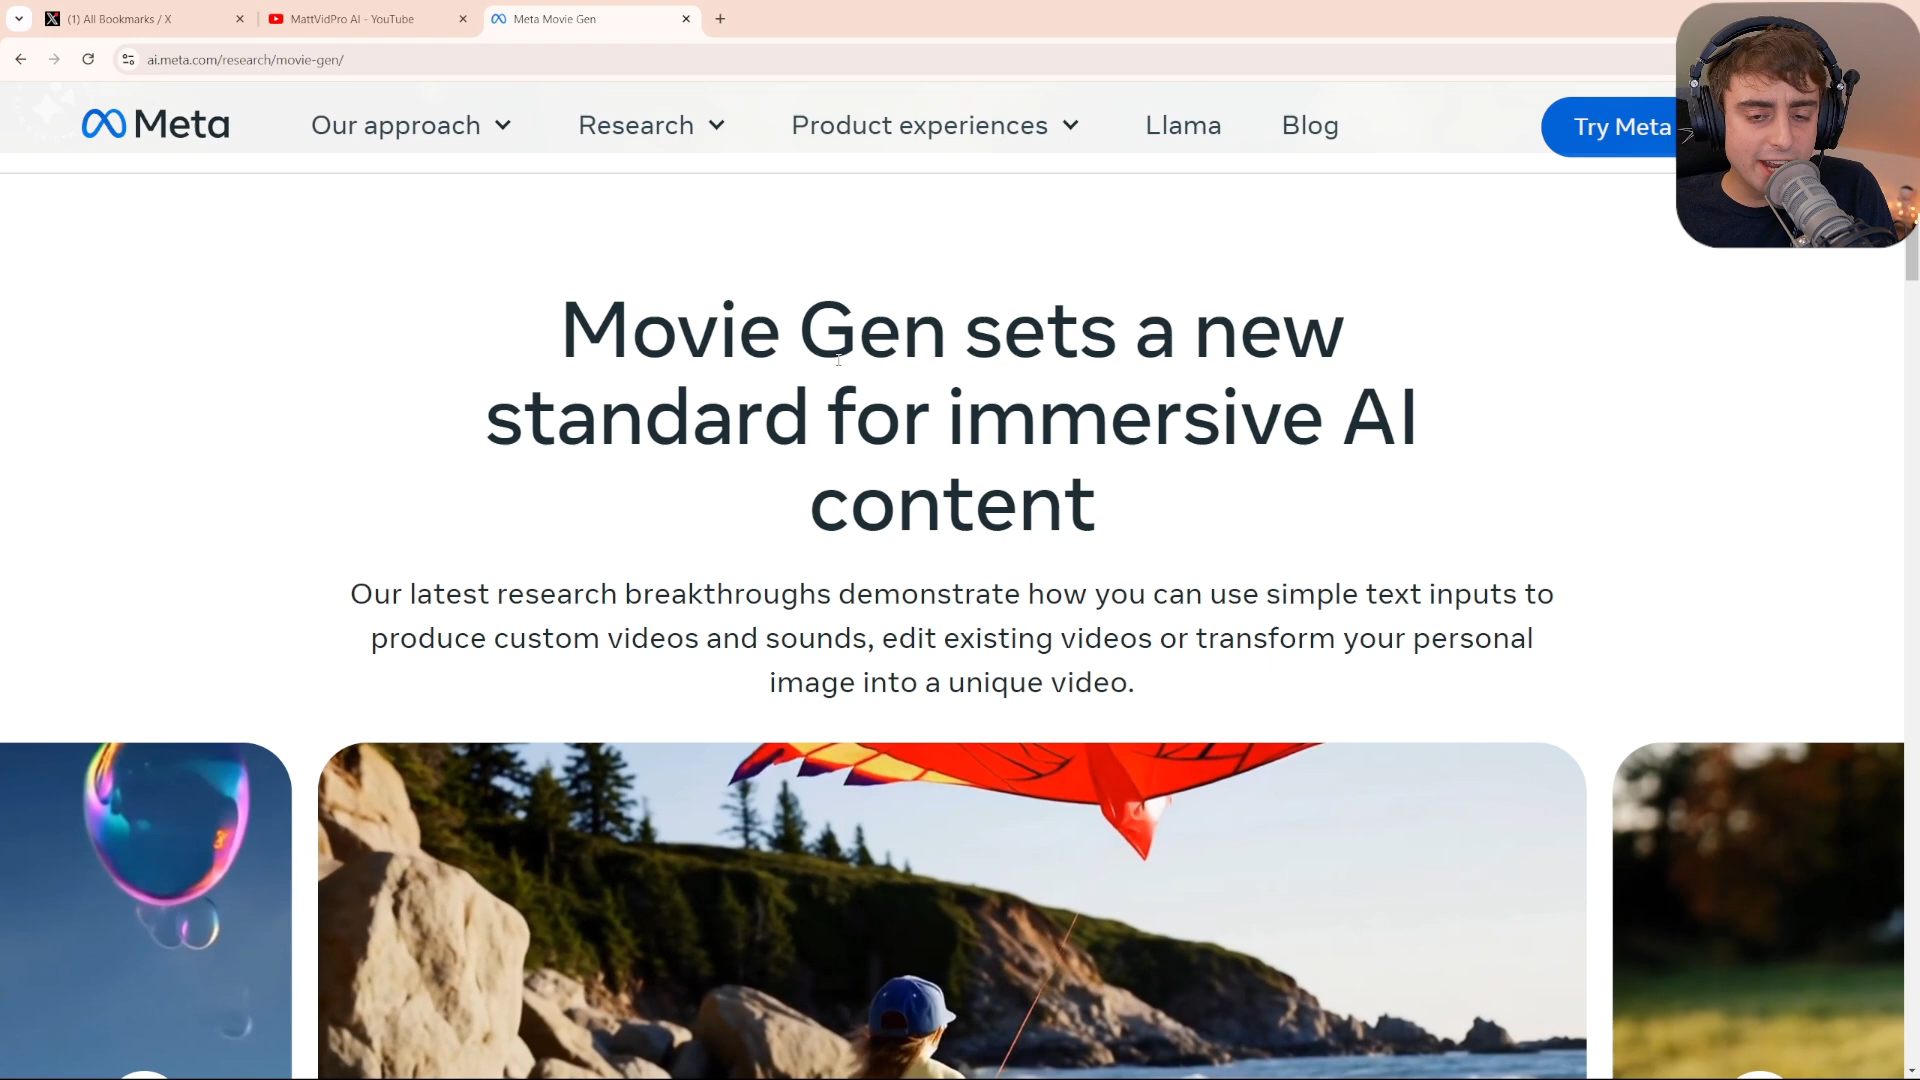 (1) All Bookmarks / X
MattVidPro AI - YouTube
Meta Movie Gen
ai.meta.com/research/movie-gen/
Meta
Our approach
Research
Product experiences
Llama
Blog
Try Meta
Movie Gen sets a new
standard for immersive AI
content
Our latest research breakthroughs demonstrate how you can use simple text inputs to
produce custom videos and sounds, edit existing videos or transform your personal
image into a unique video.